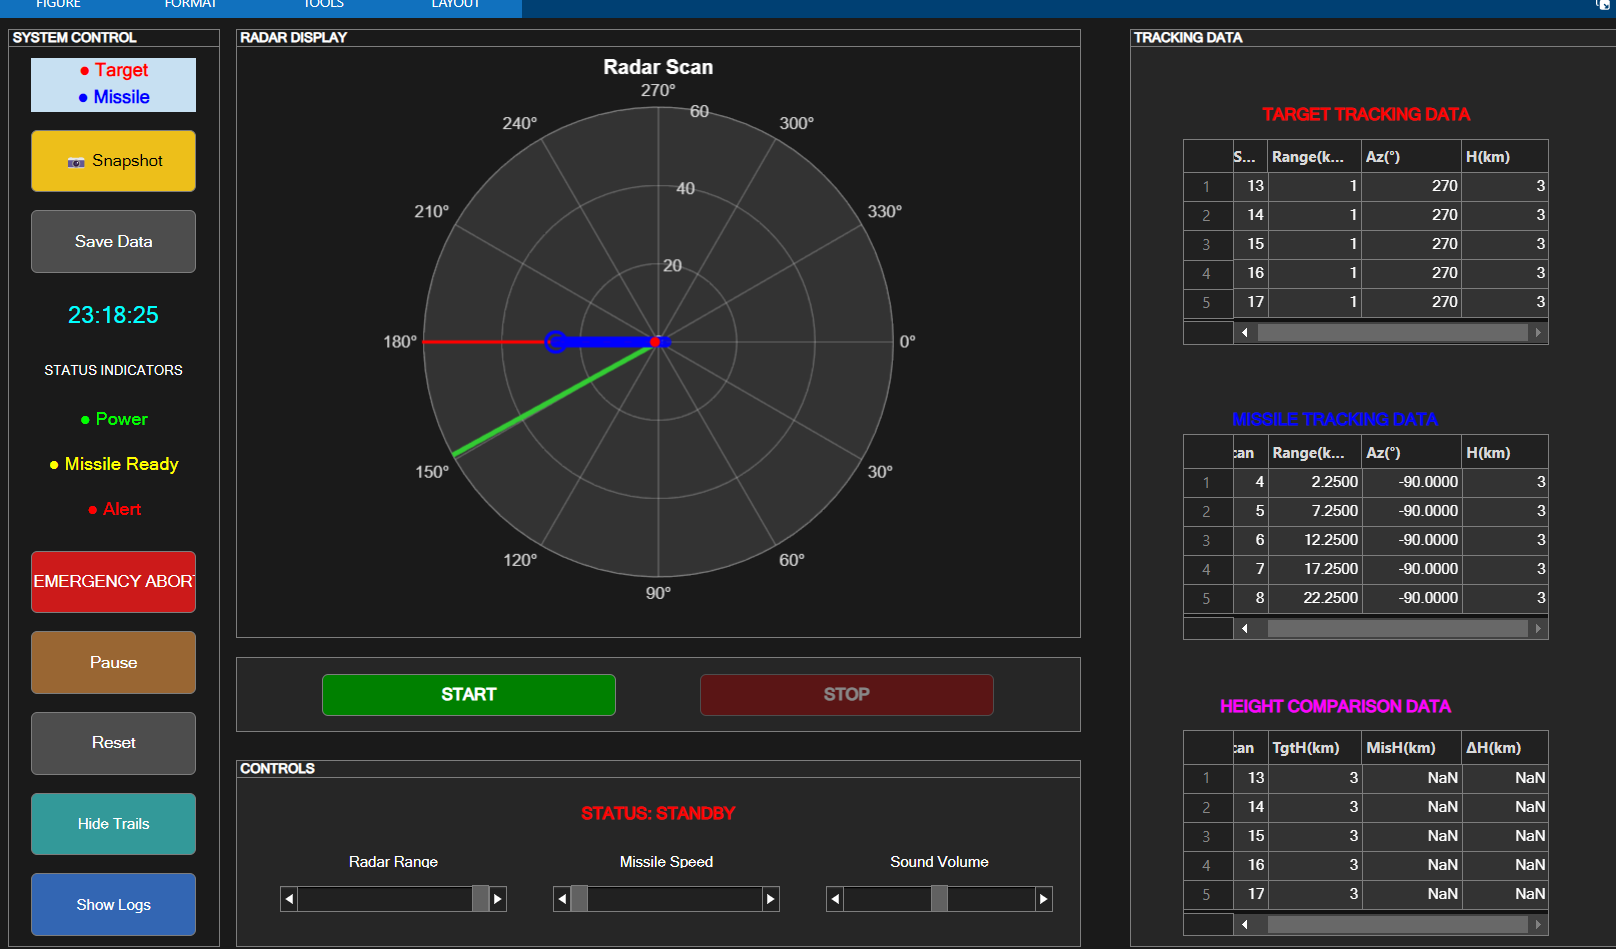 FIGURE FORMAT TOOLS LAYOUT
SYSTEM CONTROL
● Target
● Missile
Snapshot
Save Data
23:18:25
STATUS INDICATORS
● Power
● Missile Ready
● Alert
EMERGENCY ABOR
Pause
Reset
Hide Trails
Show Logs
RADAR DISPLAY
Radar Scan
270°
60
240° 300°
40
210° 330°
20
180° 0°
150° 30°
120° 60°
90°
START STOP
CONTROLS
STATUS: STANDBY
Radar Range Missile Speed Sound Volume
TRACKING DATA
TARGET TRACKING DATA
S... Range(k... Az(°) H(km)
1 13 1 270 3
2 14 1 270 3
3 15 1 270 3
4 16 1 270 3
5 17 1 270 3
MISSILE TRACKING DATA
can Range(k... Az(°) H(km)
1 4 2.2500 -90.0000 3
2 5 7.2500 -90.0000 3
3 6 12.2500 -90.0000 3
4 7 17.2500 -90.0000 3
5 8 22.2500 -90.0000 3
HEIGHT COMPARISON DATA
can TgtH(km) MisH(km) ΔH(km)
1 13 3 NaN NaN
2 14 3 NaN NaN
3 15 3 NaN NaN
4 16 3 NaN NaN
5 17 3 NaN NaN